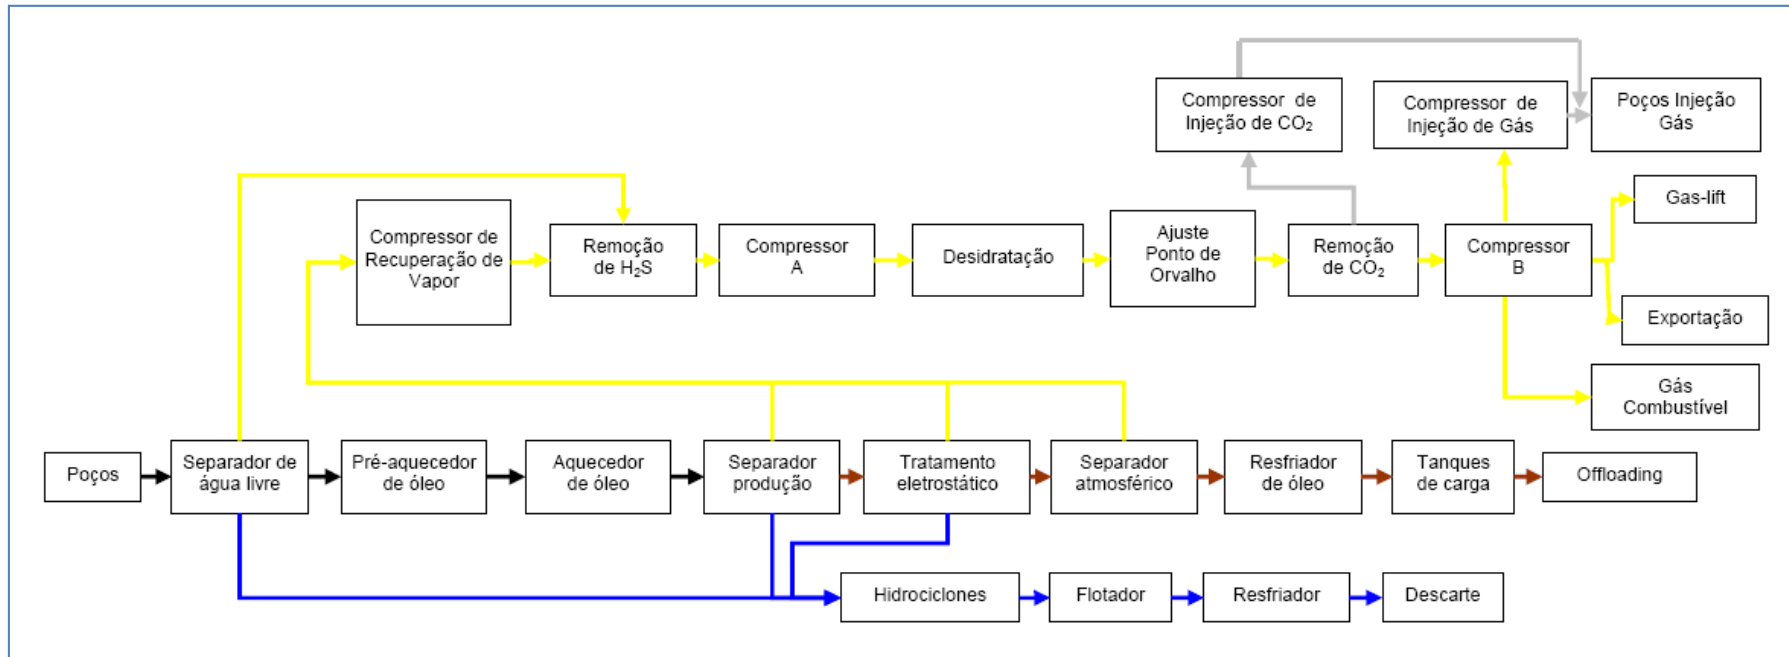 Compressor de
Injeção de CO₂
Compressor de
Injeção de Gás
Poços Injeção
Gás
Gas-lift
Compressor de
Recuperação de
Vapor
Remoção
de H₂S
Compressor
A
Desidratação
Ajuste
Ponto de
Orvalho
Remoção
de CO₂
Compressor
B
Exportação
Gás
Combustível
Poços
Separador de
água livre
Pré-aquecedor
de óleo
Aquecedor
de óleo
Separador
produção
Tratamento
eletrostático
Separador
atmosférico
Resfriador
de óleo
Tanques
de carga
Offloading
Hidrociclones
Flotador
Resfriador
Descarte